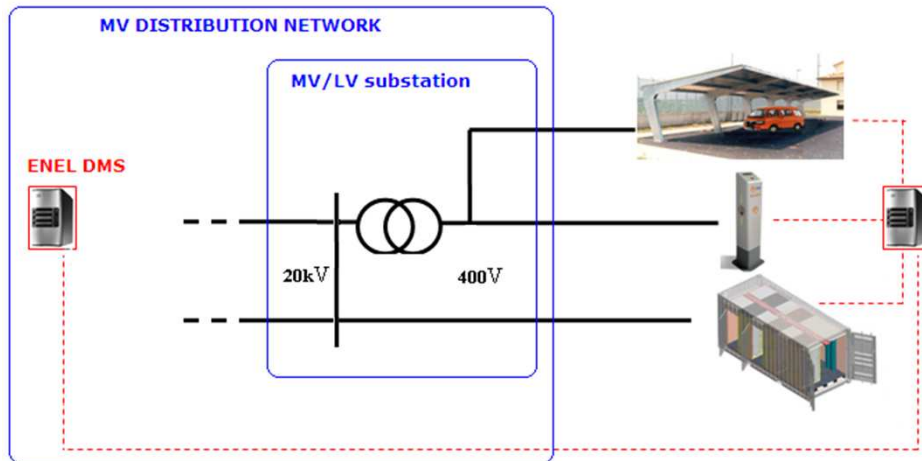 MV DISTRIBUTION NETWORK
MV/LV substation
ENEL DMS
20kV
400V